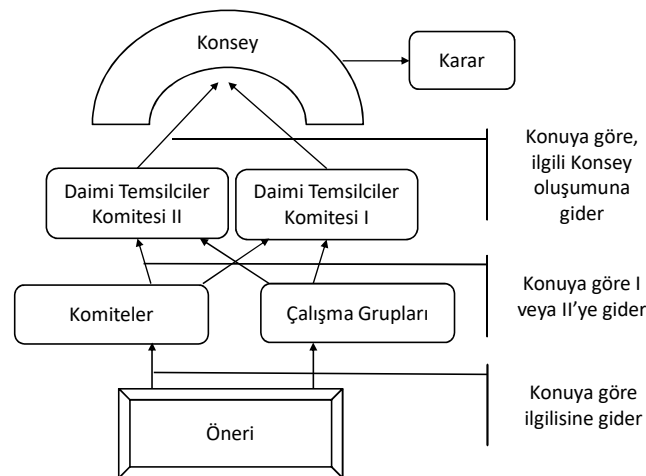 Konsey
Karar
Konuya göre,
ilgili Konsey
oluşumuna
gider
Daimi Temsilciler
Komitesi II
Daimi Temsilciler
Komitesi I
Konuya göre I
veya II’ye gider
Komiteler
Çalışma Grupları
Konuya göre
ilgilisine gider
Öneri